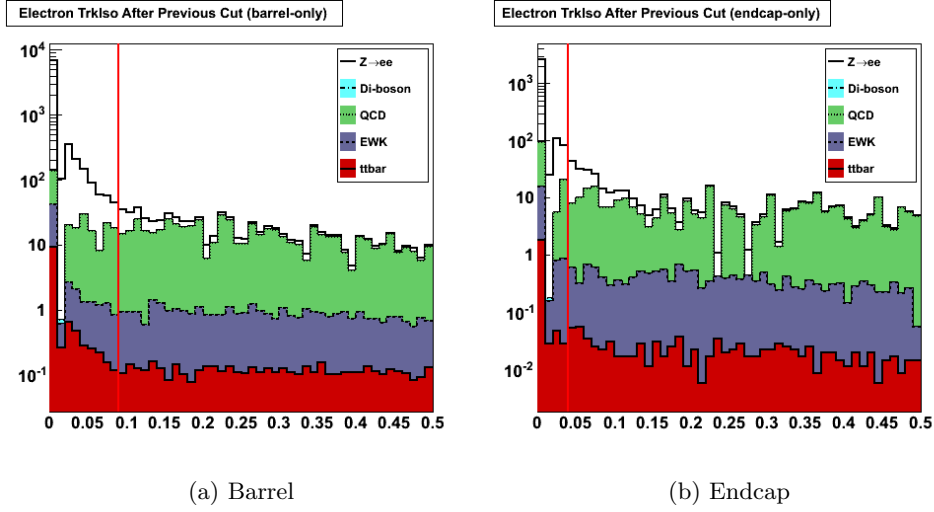 Electron TrkIso After Previous Cut (barrel-only)
10^4
10^3
10^2
10
1
10^-1
0 0.05 0.1 0.15 0.2 0.25 0.3 0.35 0.4 0.45 0.5
Z→ee
Di-boson
QCD
EWK
ttbar
(a) Barrel
Electron TrkIso After Previous Cut (endcap-only)
10^3
10^2
10
1
10^-1
10^-2
0 0.05 0.1 0.15 0.2 0.25 0.3 0.35 0.4 0.45 0.5
Z→ee
Di-boson
QCD
EWK
ttbar
(b) Endcap